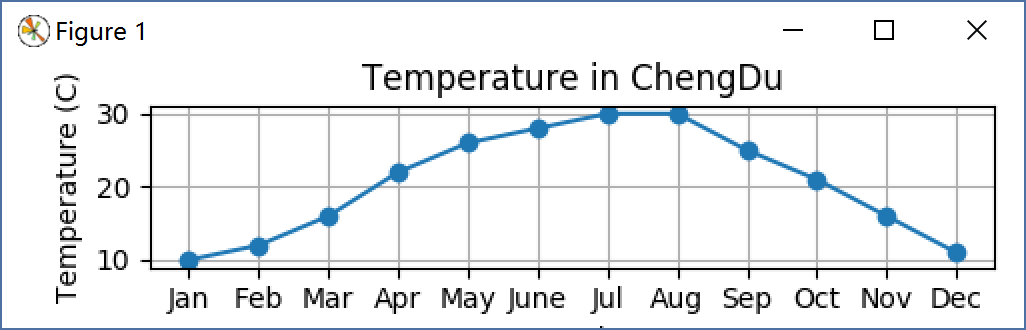 Figure 1
Temperature in ChengDu
Temperature (C)
30
20
10
Jan Feb Mar Apr May June Jul Aug Sep Oct Nov Dec